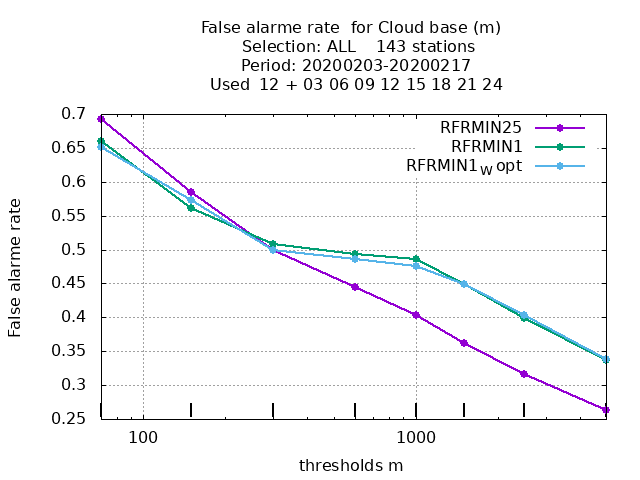 False alarme rate  for Cloud base (m)
Selection: ALL    143 stations
Period: 20200203-20200217
Used  12 + 03 06 09 12 15 18 21 24
0.7
0.65
0.6
0.55
0.5
0.45
0.4
0.35
0.3
0.25
False alarme rate
RFRMIN25
RFRMIN1
RFRMIN1W opt
100
1000
thresholds m